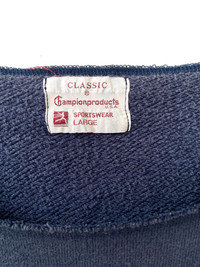 CLASSIC
®
Championproducts
U.S.A.
SPORTSWEAR
LARGE